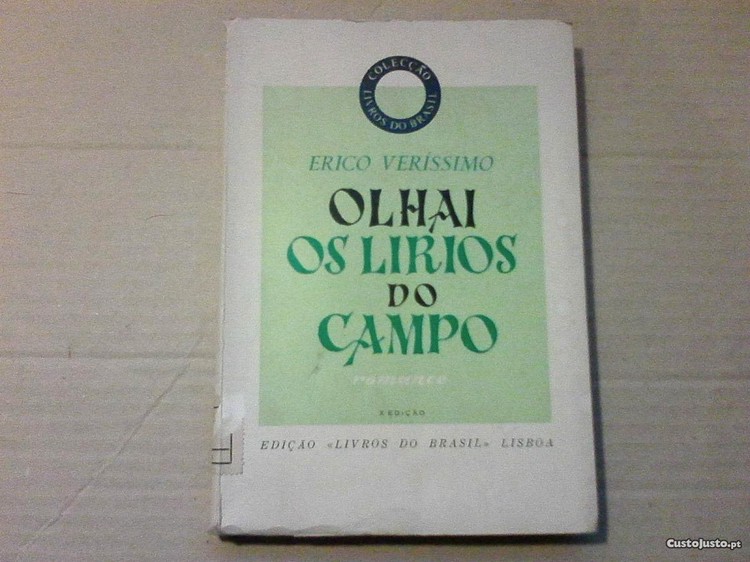 COLECÇÃO
LIVROS DO BRASIL
ERICO VERÍSSIMO
OLHAI
OS LIRIOS
DO
CAMPO
romance
X EDIÇÃO
EDIÇÃO «LIVROS DO BRASIL» LISBOA
CustoJusto.pt